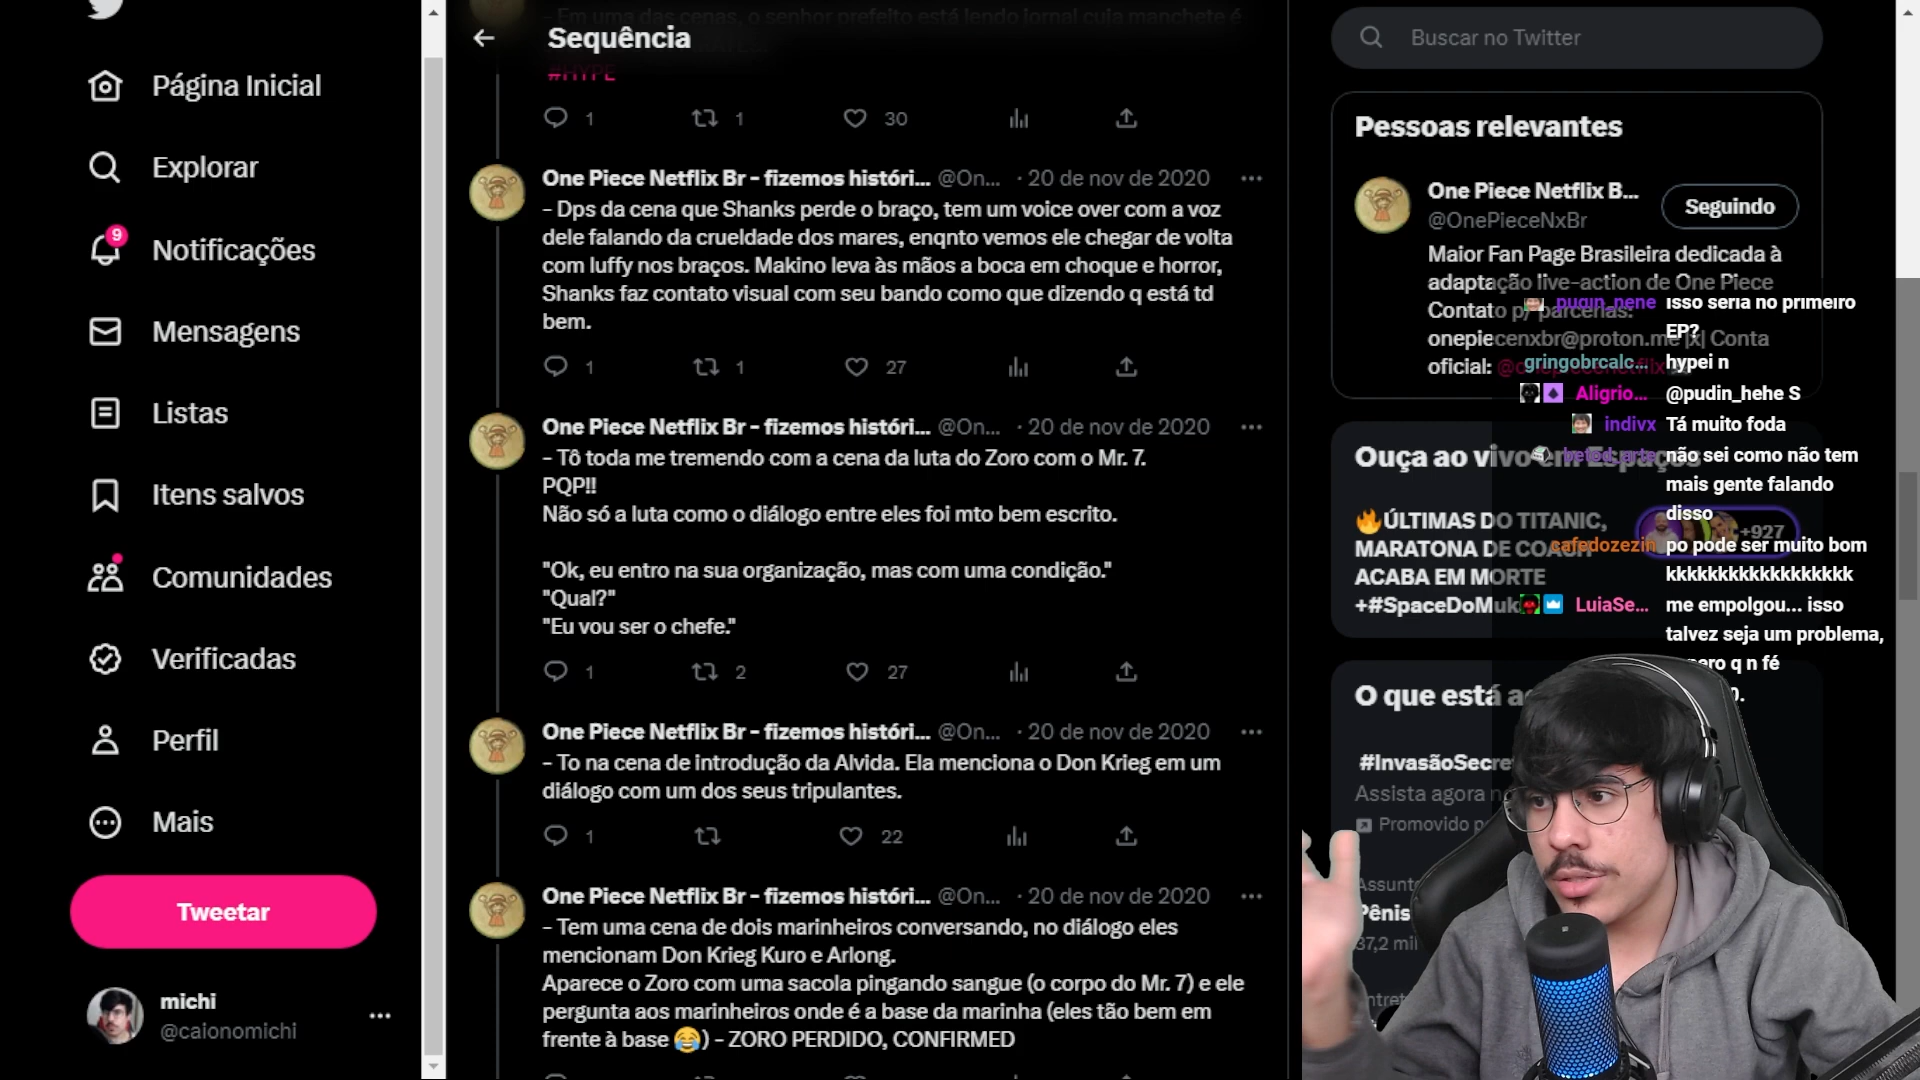 Página Inicial
Explorar
9
Notificações
Mensagens
Listas
Itens salvos
Comunidades
Verificadas
Perfil
Mais
Tweetar
michi
@caionomichi
Sequência
- Em uma das cenas, o senhor prefeito está lendo jornal cuja manchete é
#HYPE
1 1 30
One Piece Netflix Br - fizemos históri... @On... · 20 de nov de 2020
- Dps da cena que Shanks perde o braço, tem um voice over com a voz
dele falando da crueldade dos mares, enqnto vemos ele chegar de volta
com luffy nos braços. Makino leva às mãos a boca em choque e horror,
Shanks faz contato visual com seu bando como que dizendo q está td
bem.
1 1 27
One Piece Netflix Br - fizemos históri... @On... · 20 de nov de 2020
- Tô toda me tremendo com a cena da luta do Zoro com o Mr. 7.
PQP!!
Não só a luta como o diálogo entre eles foi mto bem escrito.
"Ok, eu entro na sua organização, mas com uma condição."
"Qual?"
"Eu vou ser o chefe."
1 2 27
One Piece Netflix Br - fizemos históri... @On... · 20 de nov de 2020
- To na cena de introdução da Alvida. Ela menciona o Don Krieg em um
diálogo com um dos seus tripulantes.
1 22
One Piece Netflix Br - fizemos históri... @On... · 20 de nov de 2020
- Tem uma cena de dois marinheiros conversando, no diálogo eles
mencionam Don Krieg Kuro e Arlong.
Aparece o Zoro com uma sacola pingando sangue (o corpo do Mr. 7) e ele
pergunta aos marinheiros onde é a base da marinha (eles tão bem em
frente à base 😂) - ZORO PERDIDO, CONFIRMED
Buscar no Twitter
Pessoas relevantes
One Piece Netflix B...
@OnePieceNxBr
Seguindo
Maior Fan Page Brasileira dedicada à
adaptação live-action de One Piece
Contato p/ parcerias:
onepiecenxbr@proton.me |x| Conta
oficial:
Ouça ao vivo em Espaços
🔥ÚLTIMAS DO TITANIC,
MARATONA DE COACH
ACABA EM MORTE
+#SpaceDoMuk
+927
O que está a
#InvasãoSecre
Assista agora n
Promovido p
Assunt
Pênis
37,2 mi
pudin_hehe isso seria no primeiro
EP?
gringobrcalc... hypei n
Aligrio... @pudin_hehe S
indivx Tá muito foda
não sei como não tem
mais gente falando
disso
cafedozezin po pode ser muito bom
kkkkkkkkkkkkkkkkkk
LuiaSe... me empolgou... isso
talvez seja um problema,
ero q n fé